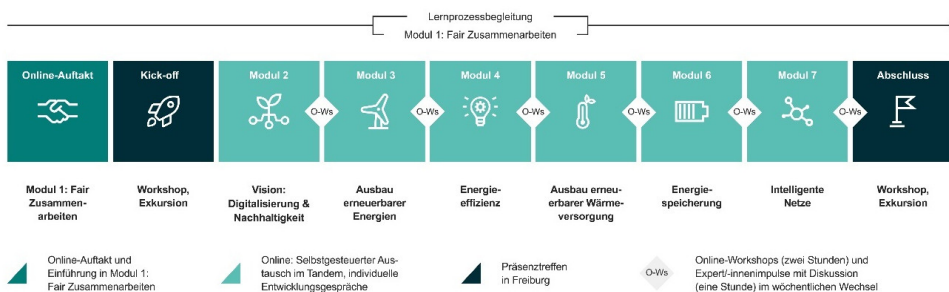 Lernprozessbegleitung
Modul 1: Fair Zusammenarbeiten
Online-Auftakt
Kick-off
Modul 2
Modul 3
Modul 4
Modul 5
Modul 6
Modul 7
Abschluss
O-Ws
O-Ws
O-Ws
O-Ws
O-Ws
O-Ws
Modul 1: Fair
Zusammen-
arbeiten
Workshop,
Exkursion
Vision:
Digitalisierung &
Nachhaltigkeit
Ausbau
erneuerbarer
Energien
Energie-
effizienz
Ausbau erneu-
erbarer Wärme-
versorgung
Energie-
speicherung
Intelligente
Netze
Workshop,
Exkursion
Online-Auftakt und
Einführung in Modul 1:
Fair Zusammenarbeiten
Online: Selbstgesteuerter Aus-
tausch im Tandem, individuelle
Entwicklungsgespräche
Präsenztreffen
in Freiburg
O-Ws
Online-Workshops (zwei Stunden) und
Expert/-innenimpulse mit Diskussion
(eine Stunde) im wöchentlichen Wechsel